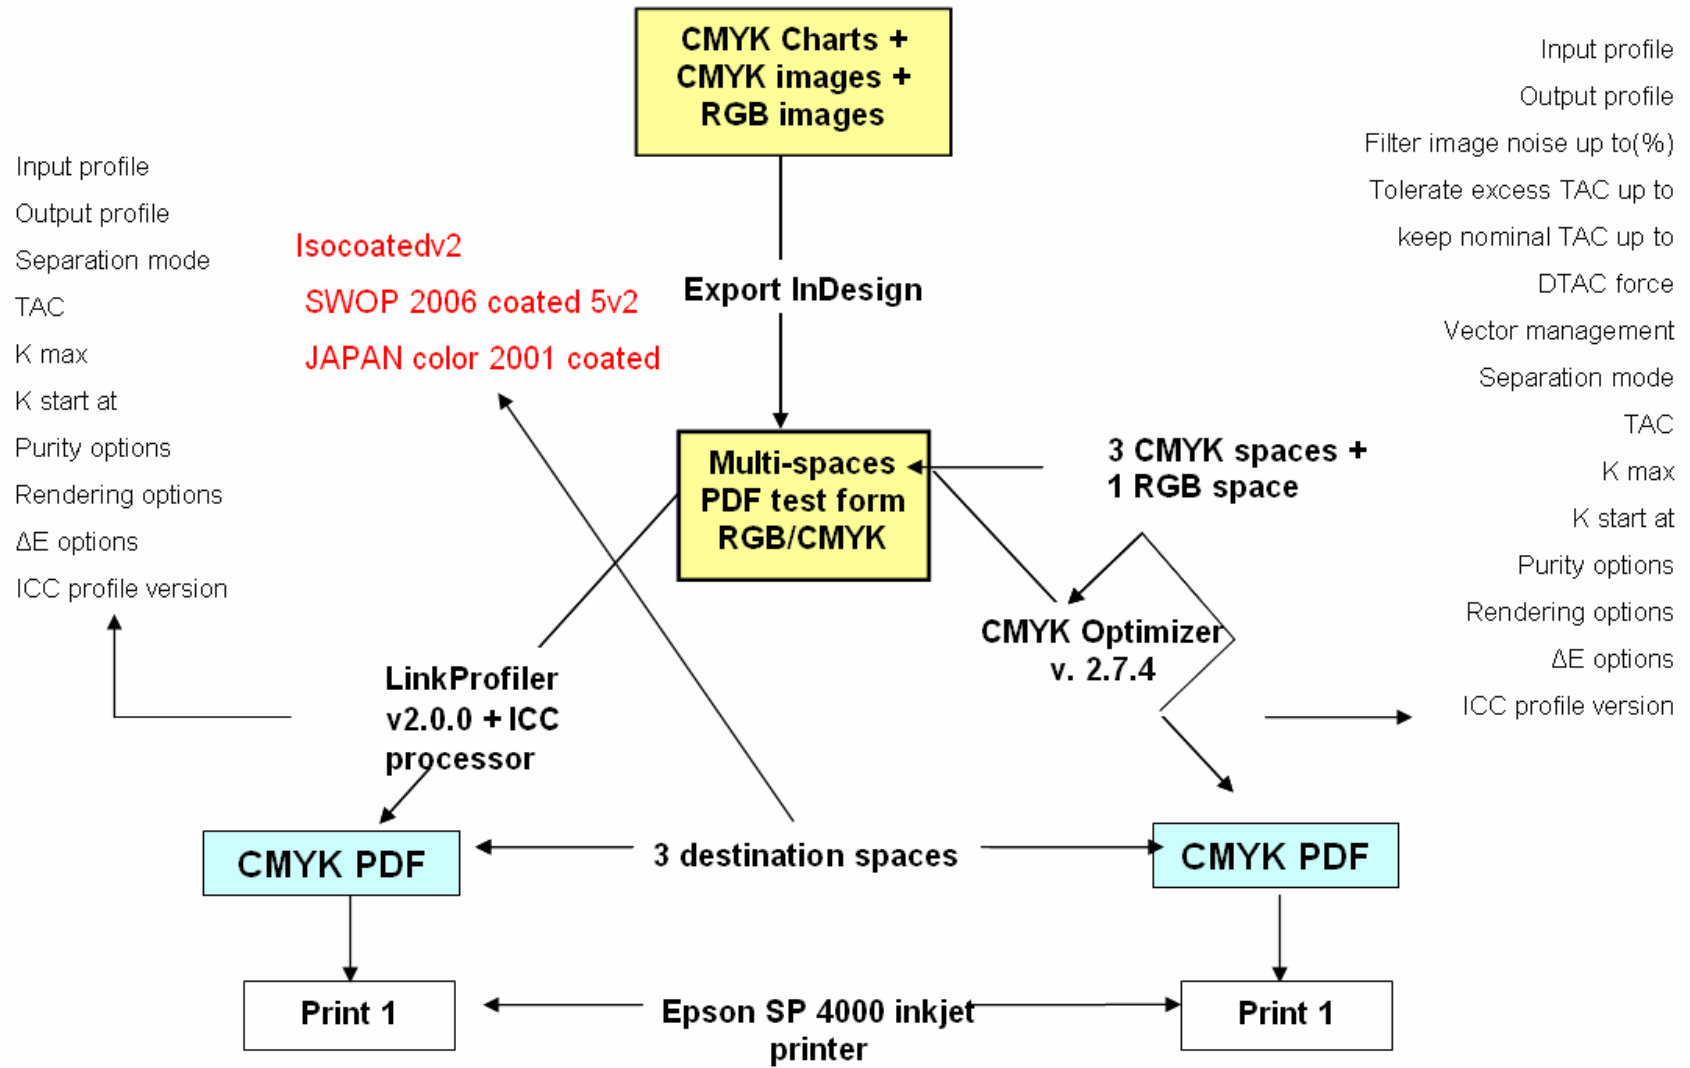 CMYK Charts +
CMYK images +
RGB images
Input profile
Output profile
Filter image noise up to(%)
Tolerate excess TAC up to
keep nominal TAC up to
DTAC force
Vector management
Separation mode
TAC
K max
K start at
Purity options
Rendering options
ΔE options
ICC profile version
Input profile
Output profile
Separation mode
TAC
K max
K start at
Purity options
Rendering options
ΔE options
ICC profile version
Isocoatedv2
SWOP 2006 coated 5v2
JAPAN color 2001 coated
Export InDesign
Multi-spaces
PDF test form
RGB/CMYK
3 CMYK spaces +
1 RGB space
CMYK Optimizer
v. 2.7.4
LinkProfiler
v2.0.0 + ICC
processor
CMYK PDF
3 destination spaces
CMYK PDF
Print 1
Epson SP 4000 inkjet
printer
Print 1